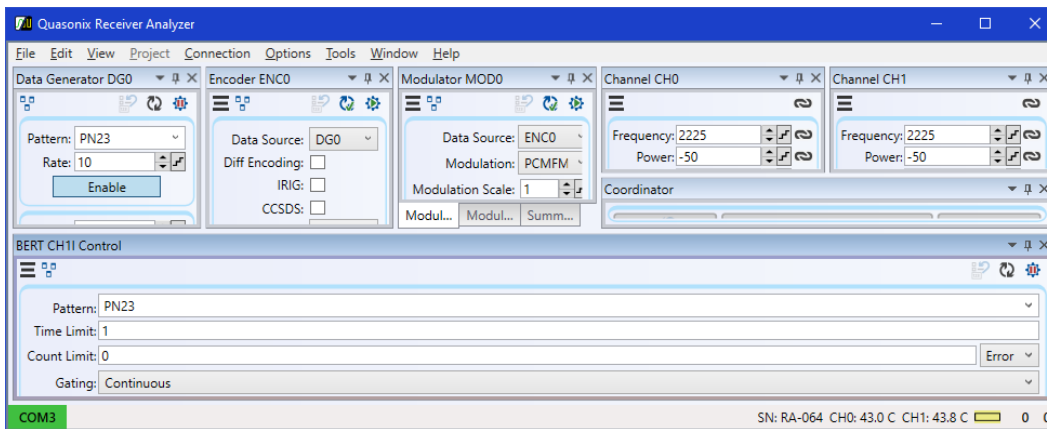 Quasonix Receiver Analyzer
File Edit View Project Connection Options Tools Window Help
Data Generator DG0
Pattern: PN23
Rate: 10
Enable
Encoder ENC0
Data Source: DG0
Diff Encoding:
IRIG:
CCSDS:
Modulator MOD0
Data Source: ENC0
Modulation: PCMFM
Modulation Scale: 1
Modul... Modul... Summ...
Channel CH0
Frequency: 2225
Power: -50
Channel CH1
Frequency: 2225
Power: -50
Coordinator
BERT CH1I Control
Pattern: PN23
Time Limit: 1
Count Limit: 0 Error
Gating: Continuous
COM3 SN: RA-064 CH0: 43.0 C CH1: 43.8 C 0